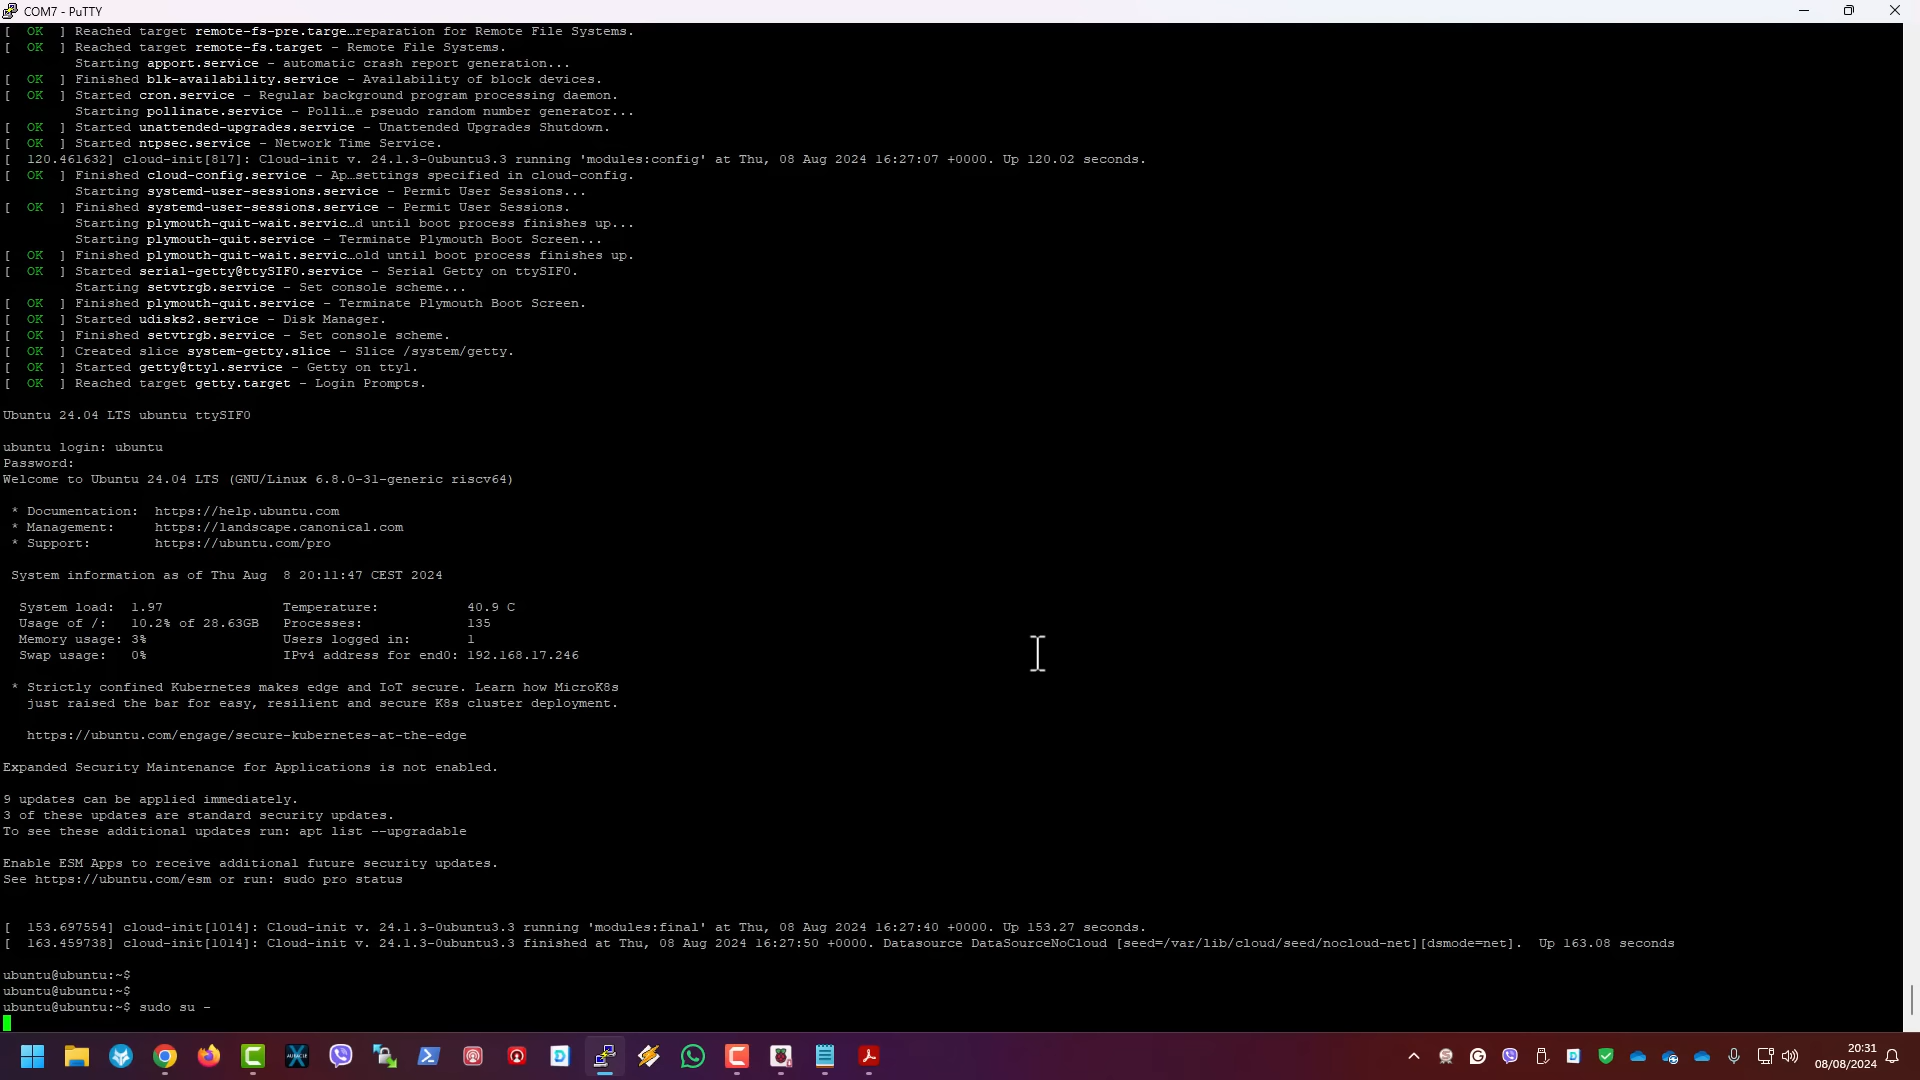 COM7 - PuTTY
[  OK  ] Reached target remote-fs-pre.targe…reparation for Remote File Systems.
[  OK  ] Reached target remote-fs.target - Remote File Systems.
         Starting apport.service - automatic crash report generation...
[  OK  ] Finished blk-availability.service - Availability of block devices.
[  OK  ] Started cron.service - Regular background program processing daemon.
         Starting pollinate.service - Polli…e pseudo random number generator...
[  OK  ] Started unattended-upgrades.service - Unattended Upgrades Shutdown.
[  OK  ] Started ntpsec.service - Network Time Service.
[  120.461632] cloud-init[817]: Cloud-init v. 24.1.3-0ubuntu3.3 running 'modules:config' at Thu, 08 Aug 2024 16:27:07 +0000. Up 120.02 seconds.
[  OK  ] Finished cloud-config.service - Ap…settings specified in cloud-config.
         Starting systemd-user-sessions.service - Permit User Sessions...
[  OK  ] Finished systemd-user-sessions.service - Permit User Sessions.
         Starting plymouth-quit-wait.servic…d until boot process finishes up...
         Starting plymouth-quit.service - Terminate Plymouth Boot Screen...
[  OK  ] Finished plymouth-quit-wait.servic…old until boot process finishes up.
[  OK  ] Started serial-getty@ttySIF0.service - Serial Getty on ttySIF0.
         Starting setvtrgb.service - Set console scheme...
[  OK  ] Finished plymouth-quit.service - Terminate Plymouth Boot Screen.
[  OK  ] Started udisks2.service - Disk Manager.
[  OK  ] Finished setvtrgb.service - Set console scheme.
[  OK  ] Created slice system-getty.slice - Slice /system/getty.
[  OK  ] Started getty@tty1.service - Getty on tty1.
[  OK  ] Reached target getty.target - Login Prompts.
Ubuntu 24.04 LTS ubuntu ttySIF0
ubuntu login: ubuntu
Password:
Welcome to Ubuntu 24.04 LTS (GNU/Linux 6.8.0-31-generic riscv64)
 * Documentation:  https://help.ubuntu.com
 * Management:     https://landscape.canonical.com
 * Support:        https://ubuntu.com/pro
 System information as of Thu Aug  8 20:11:47 CEST 2024
  System load:  1.97               Temperature:           40.9 C
  Usage of /:   10.2% of 28.63GB   Processes:             135
  Memory usage: 3%                 Users logged in:       1
  Swap usage:   0%                 IPv4 address for end0: 192.168.17.246
 * Strictly confined Kubernetes makes edge and IoT secure. Learn how MicroK8s
   just raised the bar for easy, resilient and secure K8s cluster deployment.
   https://ubuntu.com/engage/secure-kubernetes-at-the-edge
Expanded Security Maintenance for Applications is not enabled.
9 updates can be applied immediately.
3 of these updates are standard security updates.
To see these additional updates run: apt list --upgradable
Enable ESM Apps to receive additional future security updates.
See https://ubuntu.com/esm or run: sudo pro status
[  153.697554] cloud-init[1014]: Cloud-init v. 24.1.3-0ubuntu3.3 running 'modules:final' at Thu, 08 Aug 2024 16:27:40 +0000. Up 153.27 seconds.
[  163.459738] cloud-init[1014]: Cloud-init v. 24.1.3-0ubuntu3.3 finished at Thu, 08 Aug 2024 16:27:50 +0000. Datasource DataSourceNoCloud [seed=/var/lib/cloud/seed/nocloud-net][dsmode=net].  Up 163.08 seconds
ubuntu@ubuntu:~$
ubuntu@ubuntu:~$
ubuntu@ubuntu:~$ sudo su -
20:31
08/08/2024